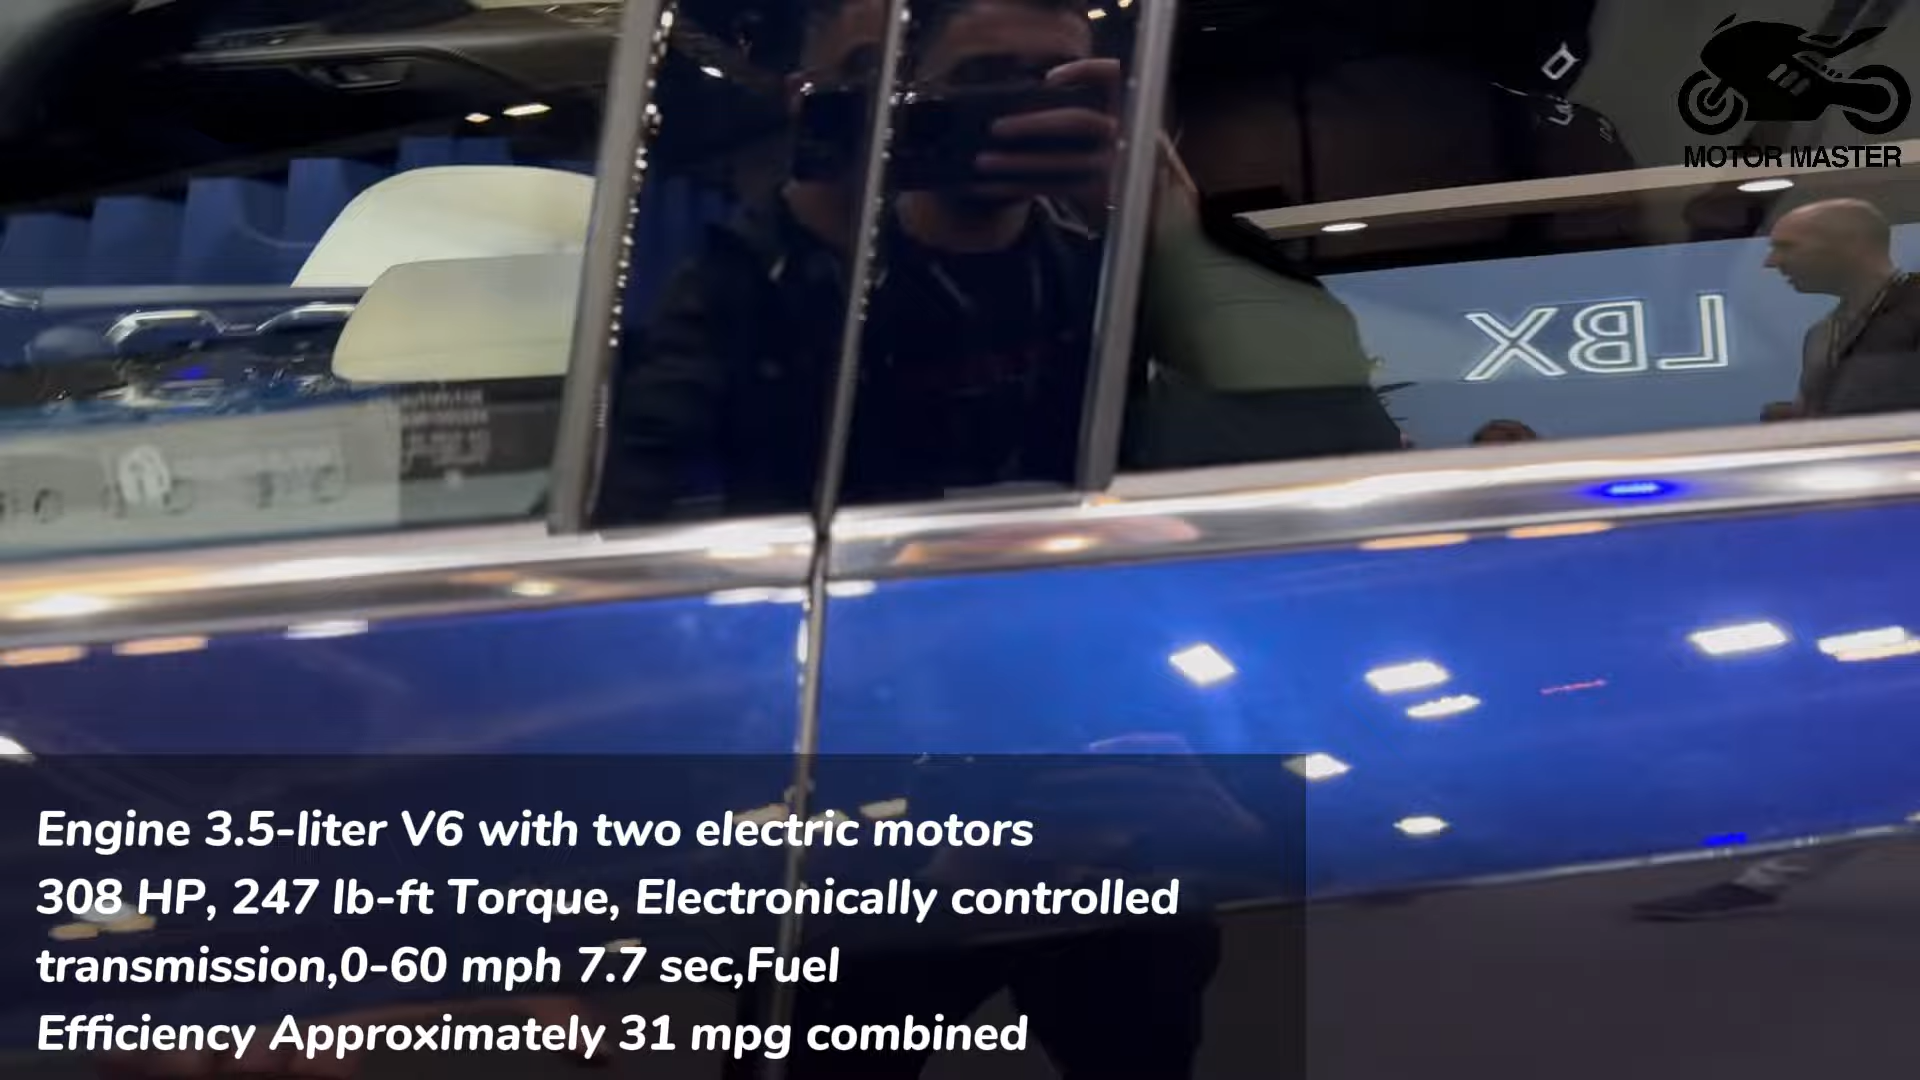 MOTOR MASTER
LBX
Engine 3.5-liter V6 with two electric motors
308 HP, 247 lb-ft Torque, Electronically controlled
transmission,0-60 mph 7.7 sec,Fuel
Efficiency Approximately 31 mpg combined